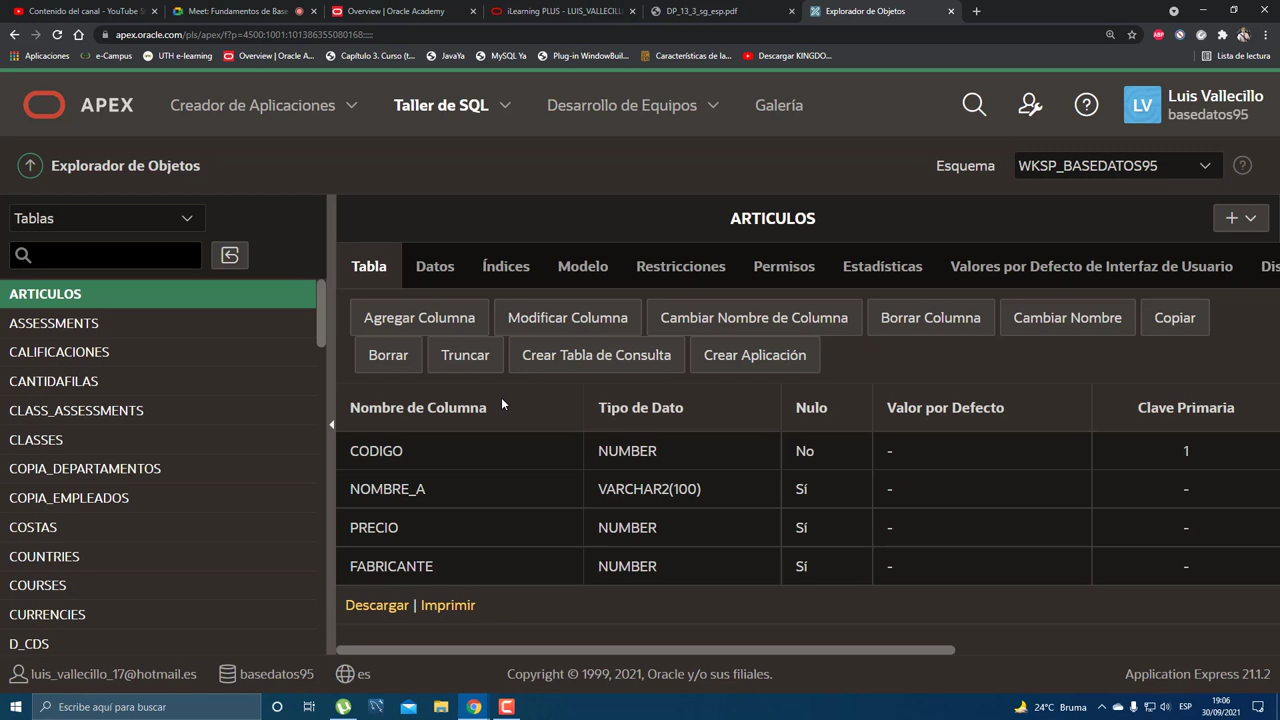 Contenido del canal - YouTube S
Meet: Fundamentos de Base
Overview | Oracle Academy
iLearning PLUS - LUIS_VALLECILL
DP_13_3_sg_esp.pdf
Explorador de Objetos
apex.oracle.com/pls/apex/f?p=4500:1001:101386355080168:::::
Aplicaciones
e-Campus
UTH e-learning
Overview | Oracle A...
Capítulo 3. Curso (t...
JavaYa
MySQL Ya
Plug-in WindowBuil...
Características de la...
Descargar KINGDO...
Lista de lectura
APEX
Creador de Aplicaciones
Taller de SQL
Desarrollo de Equipos
Galería
LV
Luis Vallecillo
basedatos95
Explorador de Objetos
Esquema
WKSP_BASEDATOS95
Tablas
ARTICULOS
ASSESSMENTS
CALIFICACIONES
CANTIDAFILAS
CLASS_ASSESSMENTS
CLASSES
COPIA_DEPARTAMENTOS
COPIA_EMPLEADOS
COSTAS
COUNTRIES
COURSES
CURRENCIES
D_CDS
ARTICULOS
Tabla Datos Índices Modelo Restricciones Permisos Estadísticas Valores por Defecto de Interfaz de Usuario Dis
Agregar Columna Modificar Columna Cambiar Nombre de Columna Borrar Columna Cambiar Nombre Copiar
Borrar Truncar Crear Tabla de Consulta Crear Aplicación
Nombre de Columna Tipo de Dato Nulo Valor por Defecto Clave Primaria
CODIGO NUMBER No - 1
NOMBRE_A VARCHAR2(100) Sí - -
PRECIO NUMBER Sí - -
FABRICANTE NUMBER Sí - -
Descargar | Imprimir
luis_vallecillo_17@hotmail.es
basedatos95
es
Copyright © 1999, 2021, Oracle y/o sus filiales.
Application Express 21.1.2
Escribe aquí para buscar
24°C Bruma
ESP
19:06
30/09/2021